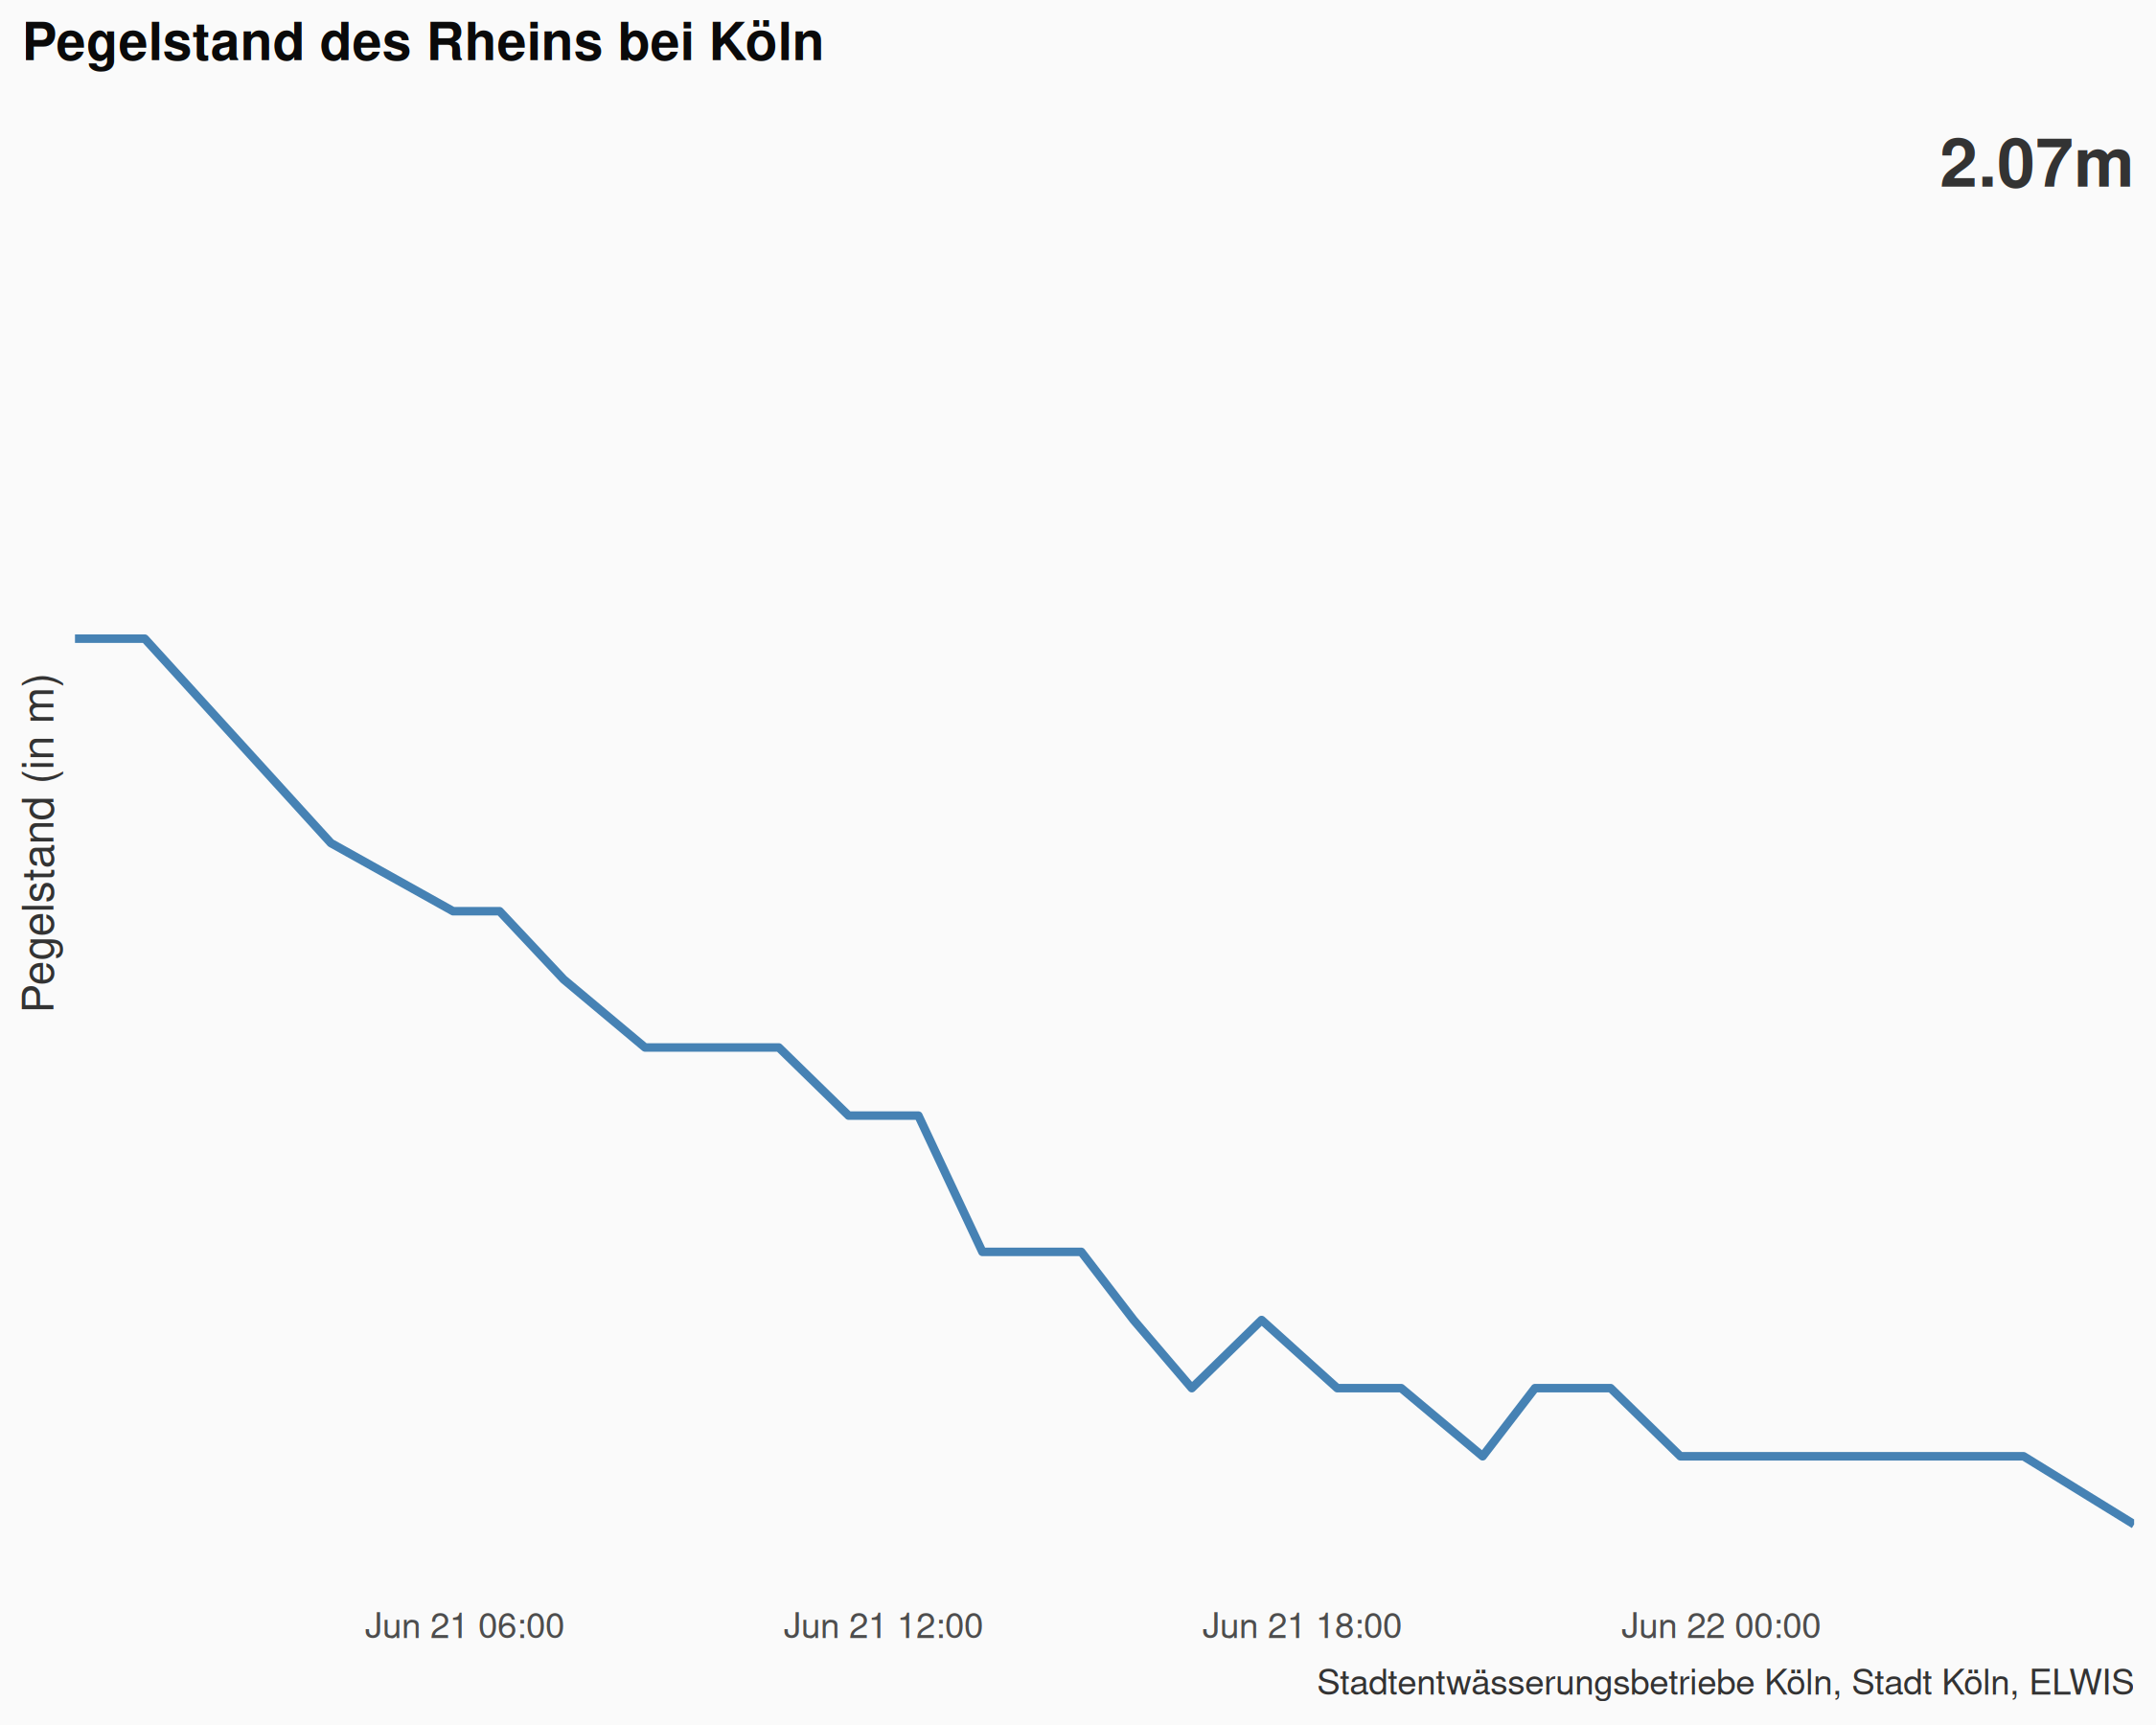 Pegelstand des Rheins bei Köln
2.07m
Pegelstand (in m)
Jun 21 06:00
Jun 21 12:00
Jun 21 18:00
Jun 22 00:00
Stadtentwässerungsbetriebe Köln, Stadt Köln, ELWIS